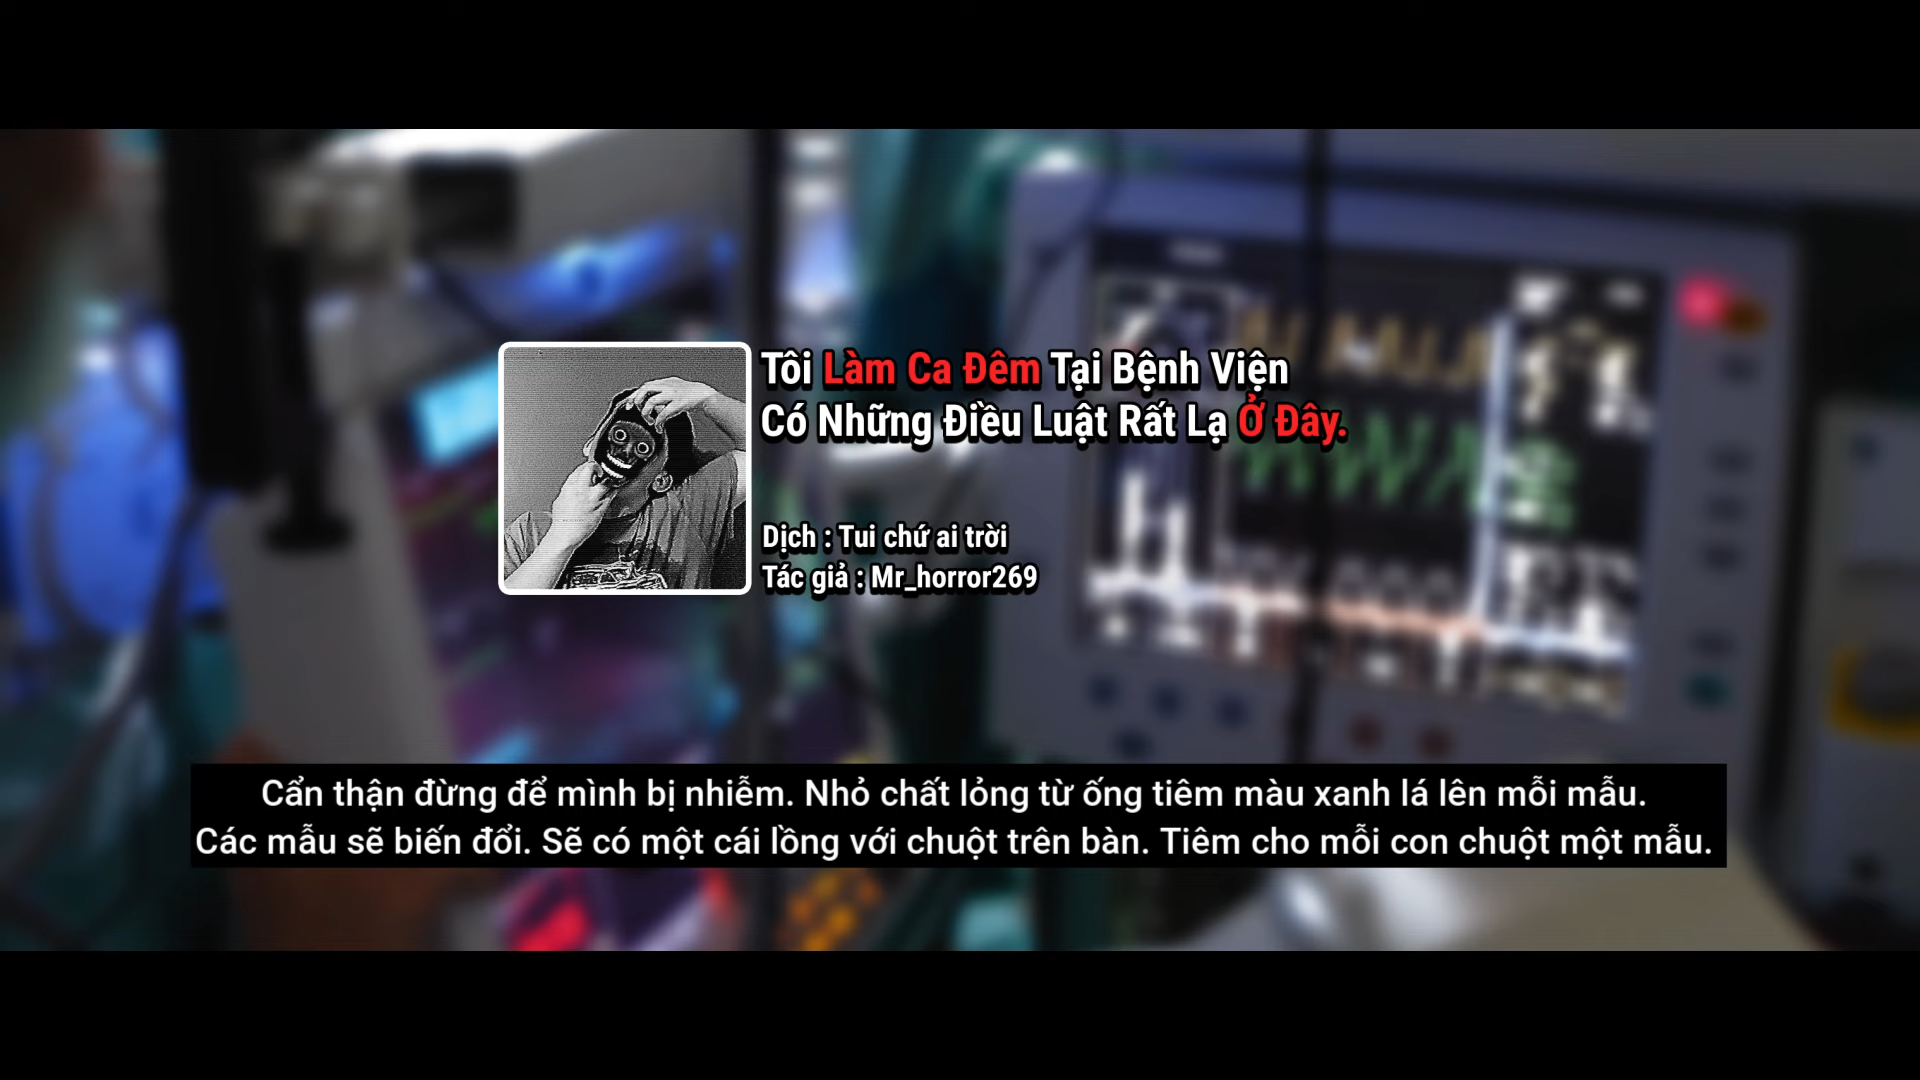 Tôi Làm Ca Đêm Tại Bệnh Viện
Có Những Điều Luật Rất Lạ Ở Đây.
Dịch : Tui chứ ai trời
Tác giả : Mr_horror269
Cẩn thận đừng để mình bị nhiễm. Nhỏ chất lỏng từ ống tiêm màu xanh lá lên mỗi mẫu.
Các mẫu sẽ biến đổi. Sẽ có một cái lồng với chuột trên bàn. Tiêm cho mỗi con chuột một mẫu.